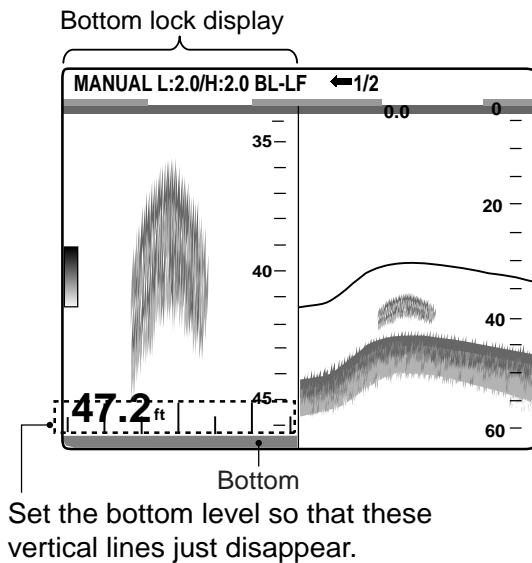 Bottom lock display
MANUAL L:2.0/H:2.0 BL-LF ⬅1/2
0.0
0
35
20
40
40
45
47.2 ft
60
Bottom
Set the bottom level so that these
vertical lines just disappear.